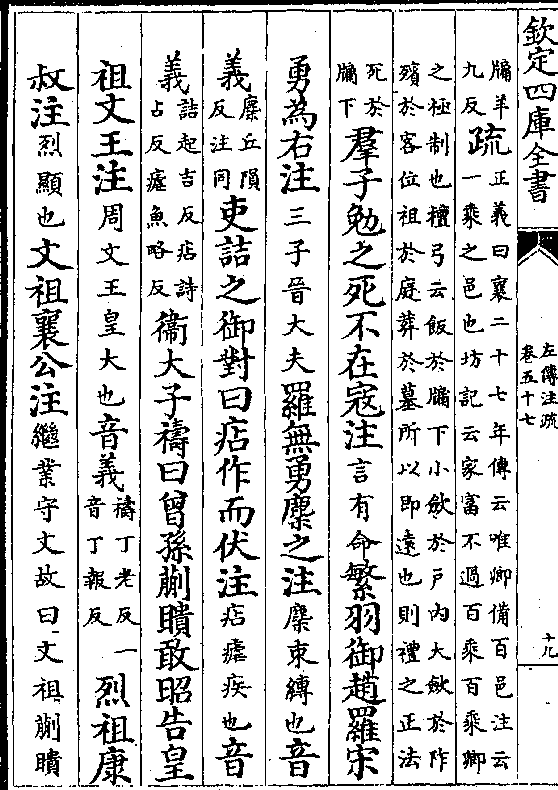 欽定四庫全書
左傳注疏
卷五十七
十九
牖羊九反疏正義曰襄二十七年傳云唯卿備百邑注云一乘之邑也坊記云家富不過百乘百乘卿
之極制也檀弓云飯於牖下小斂於戶內大斂於阼殯於客位祖於庭葬於墓所以即遠也則禮之正法
死於牖下羣子勉之死不在寇注言有命繁羽御趙羅宋
勇為右注三子晉大夫羅無勇麇之注麇束縛也音
義麇丘隕反注同吏詰之御對曰痁作而伏注痁瘧疾也音
義詰起吉反痁詩占反瘧魚略反衞大子禱曰曾孫蒯聵敢昭告皇
祖文王注周文王皇大也音義禱丁老反一音丁報反烈祖康
叔注烈顯也文祖襄公注繼業守文故曰文祖蒯聵